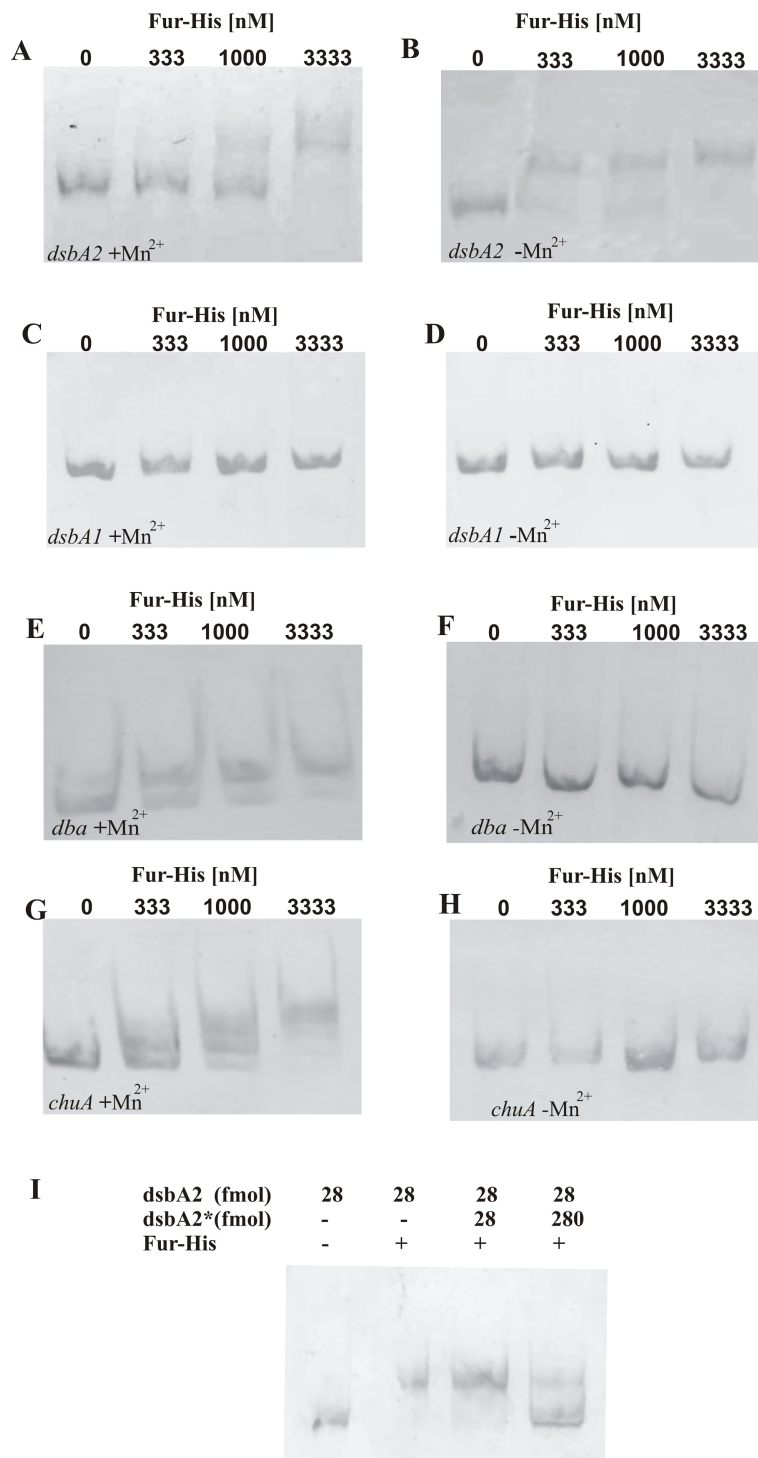 Fur-His [nM]
A 0 333 1000 3333
dsbA2 +Mn2+
Fur-His [nM]
B 0 333 1000 3333
dsbA2 -Mn2+
Fur-His [nM]
C 0 333 1000 3333
dsbA1 +Mn2+
Fur-His [nM]
D 0 333 1000 3333
dsbA1 -Mn2+
Fur-His [nM]
E 0 333 1000 3333
dba +Mn2+
Fur-His [nM]
F 0 333 1000 3333
dba -Mn2+
Fur-His [nM]
G 0 333 1000 3333
chuA +Mn2+
Fur-His [nM]
H 0 333 1000 3333
chuA -Mn2+
I dsbA2 (fmol) 28 28 28 28
dsbA2*(fmol) - - 28 280
Fur-His - + + +